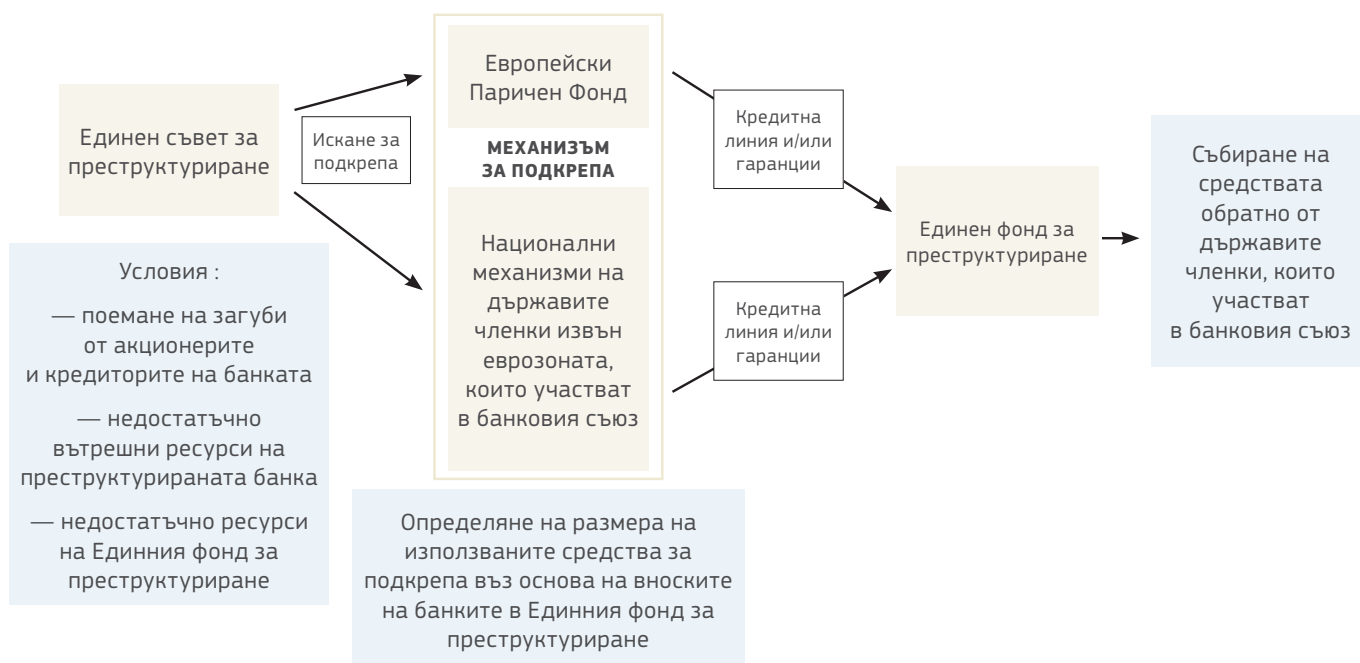 Единен съвет за
преструктуриране
Искане за
подкрепа
Условия :
— поемане на загуби
от акционерите
и кредиторите на банката
— недостатъчно
вътрешни ресурси на
преструктурираната банка
— недостатъчно ресурси
на Единния фонд за
преструктуриране
Европейски
Паричен Фонд
МЕХАНИЗЪМ
ЗА ПОДКРЕПА
Национални
механизми на
държавите
членки извън
еврозоната,
които участват
в банковия съюз
Определяне на размера на
използваните средства за
подкрепа въз основа на вноските
на банките в Единния фонд за
преструктуриране
Кредитна
линия и/или
гаранции
Кредитна
линия и/или
гаранции
Единен фонд за
преструктуриране
Събиране на
средствата
обратно от
държавите
членки, които
участват
в банковия съюз